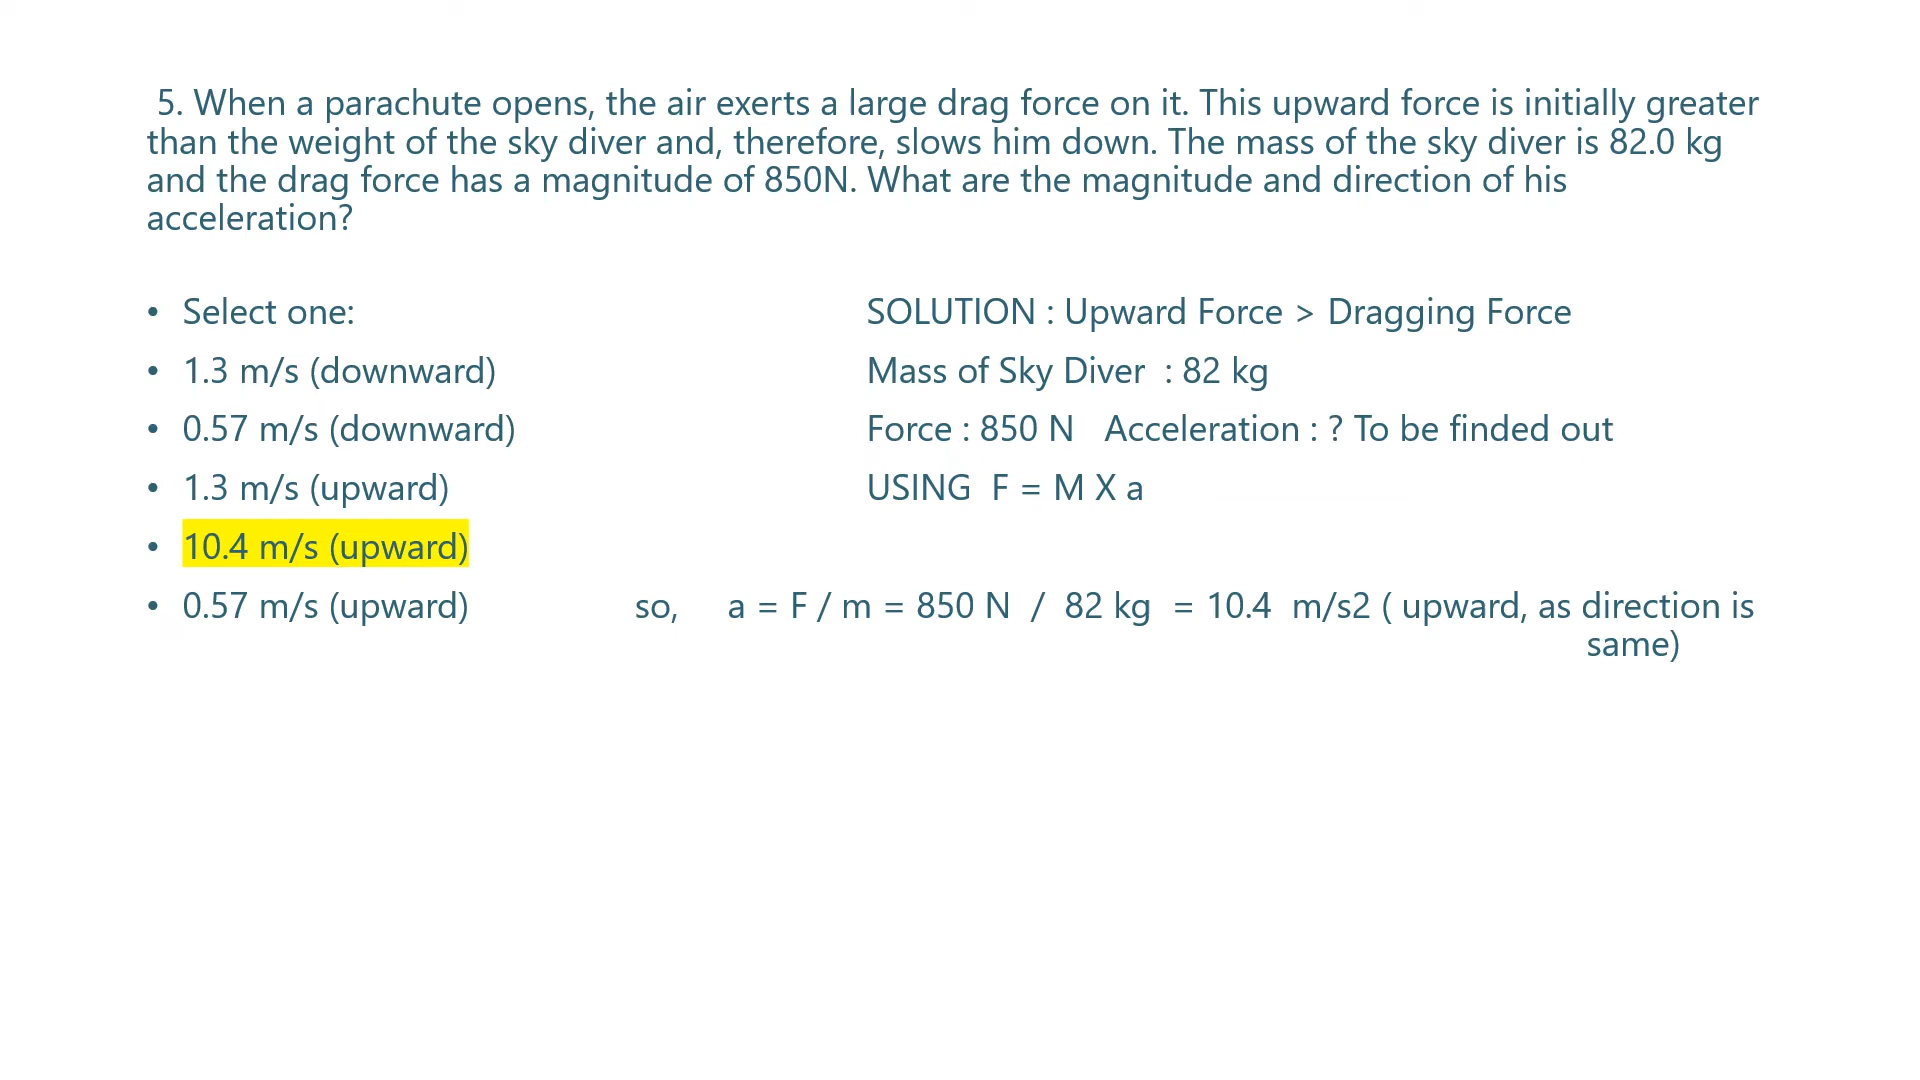 5. When a parachute opens, the air exerts a large drag force on it. This upward force is initially greater
than the weight of the sky diver and, therefore, slows him down. The mass of the sky diver is 82.0 kg
and the drag force has a magnitude of 850N. What are the magnitude and direction of his
acceleration?
• Select one:
SOLUTION : Upward Force > Dragging Force
• 1.3 m/s (downward)
Mass of Sky Diver : 82 kg
• 0.57 m/s (downward)
Force : 850 N Acceleration : ? To be finded out
• 1.3 m/s (upward)
USING F = M X a
• 10.4 m/s (upward)
• 0.57 m/s (upward)
so, a = F / m = 850 N / 82 kg = 10.4 m/s2 ( upward, as direction is
same)